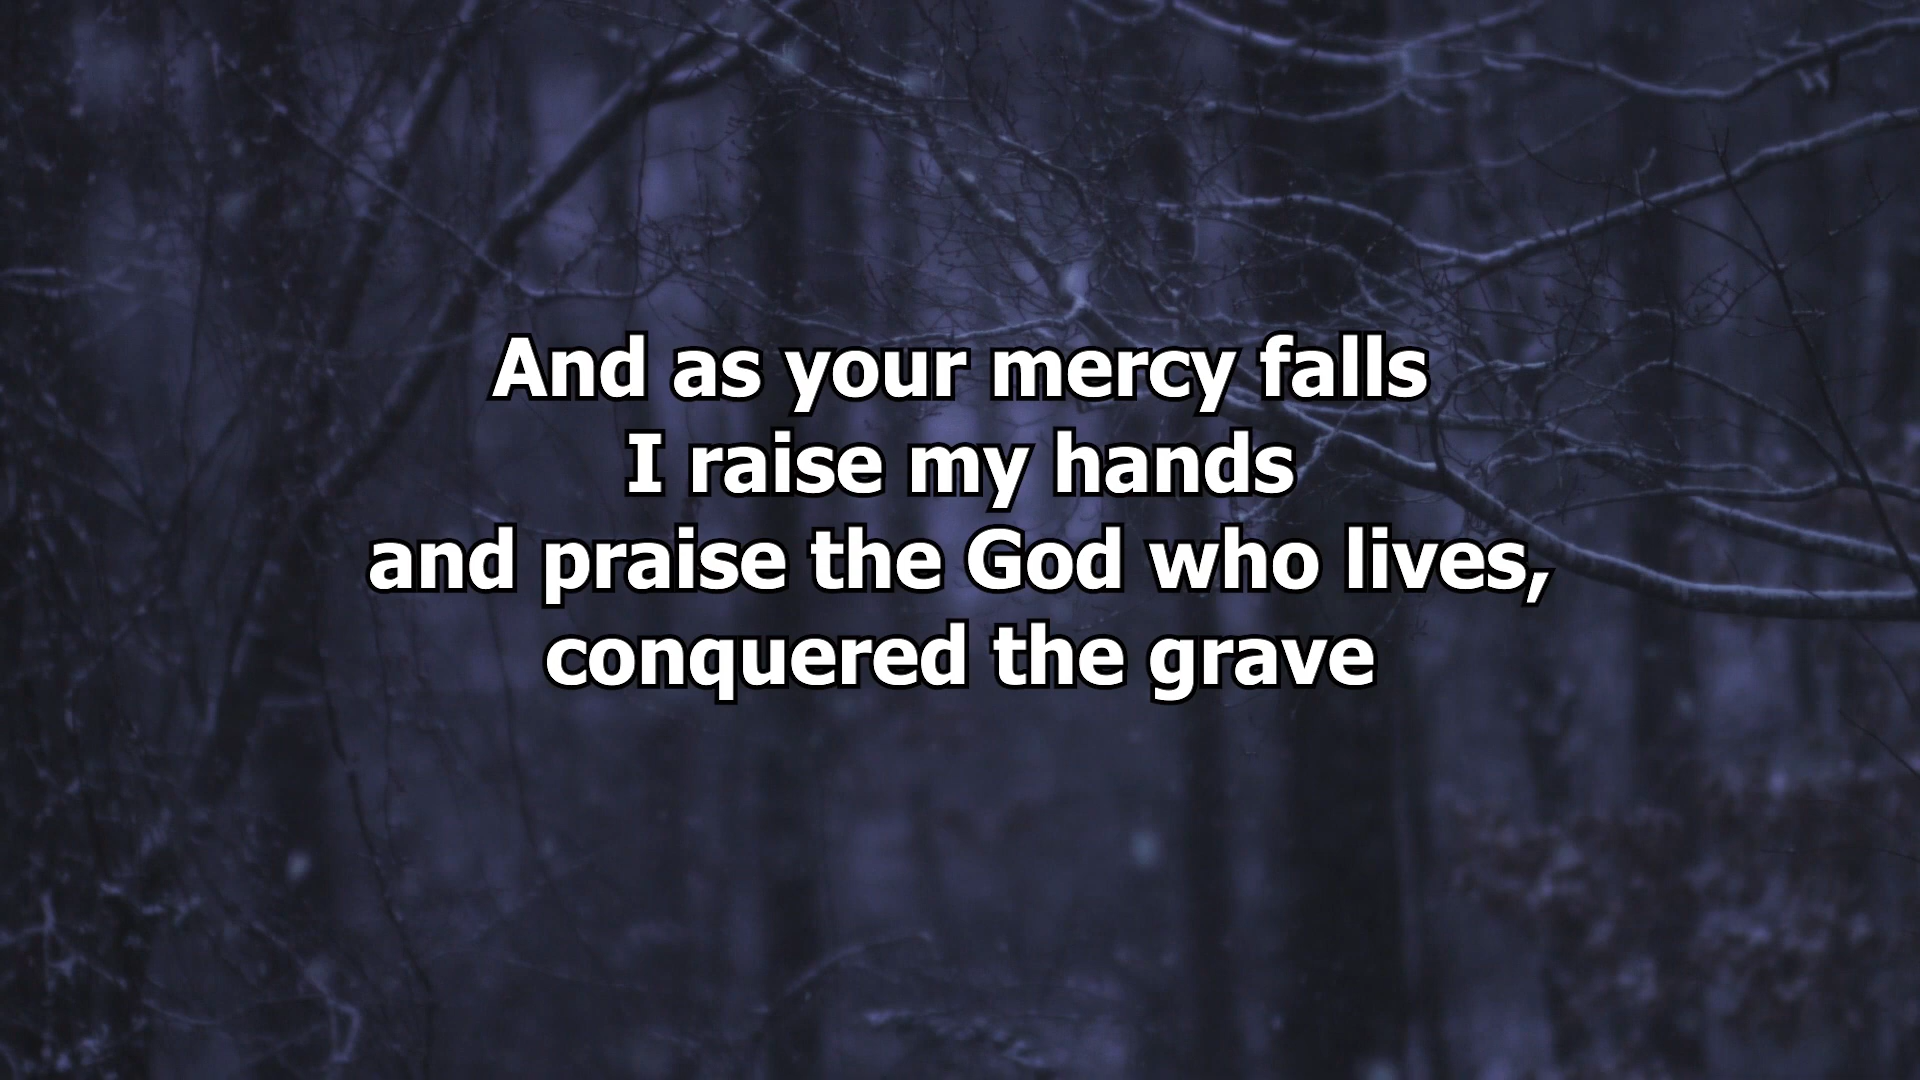 And as your mercy falls
I raise my hands
and praise the God who lives,
conquered the grave